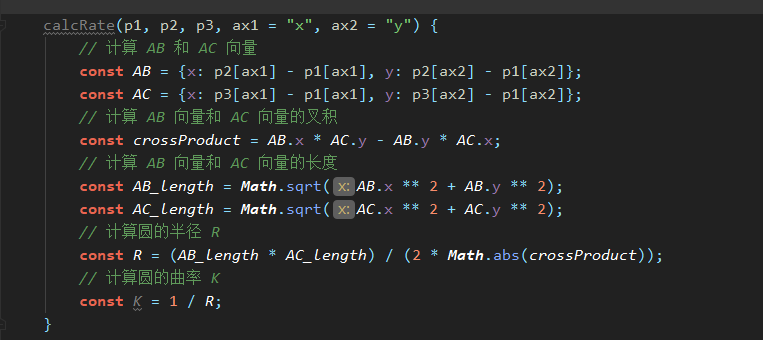 calcRate(p1, p2, p3, ax1 = "x", ax2 = "y") {
// 计算 AB 和 AC 向量
const AB = {x: p2[ax1] - p1[ax1], y: p2[ax2] - p1[ax2]};
const AC = {x: p3[ax1] - p1[ax1], y: p3[ax2] - p1[ax2]};
// 计算 AB 向量和 AC 向量的叉积
const crossProduct = AB.x * AC.y - AB.y * AC.x;
// 计算 AB 向量和 AC 向量的长度
const AB_length = Math.sqrt( x: AB.x ** 2 + AB.y ** 2);
const AC_length = Math.sqrt( x: AC.x ** 2 + AC.y ** 2);
// 计算圆的半径 R
const R = (AB_length * AC_length) / (2 * Math.abs(crossProduct));
// 计算圆的曲率 K
const K = 1 / R;
}